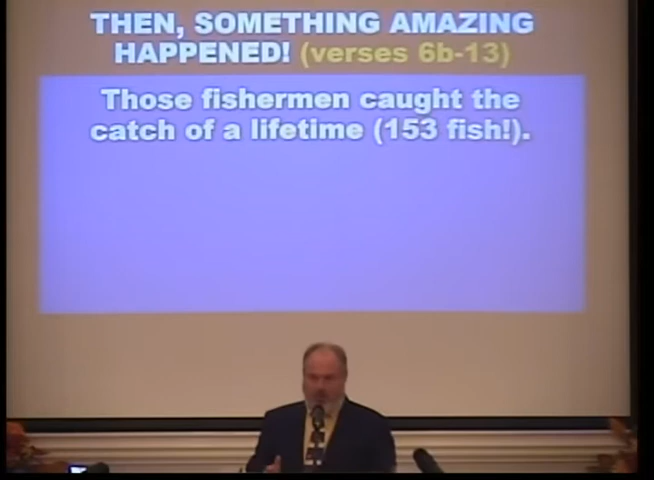 THEN, SOMETHING AMAZING
HAPPENED! (verses 6b-13)
Those fishermen caught the
catch of a lifetime (153 fish!).